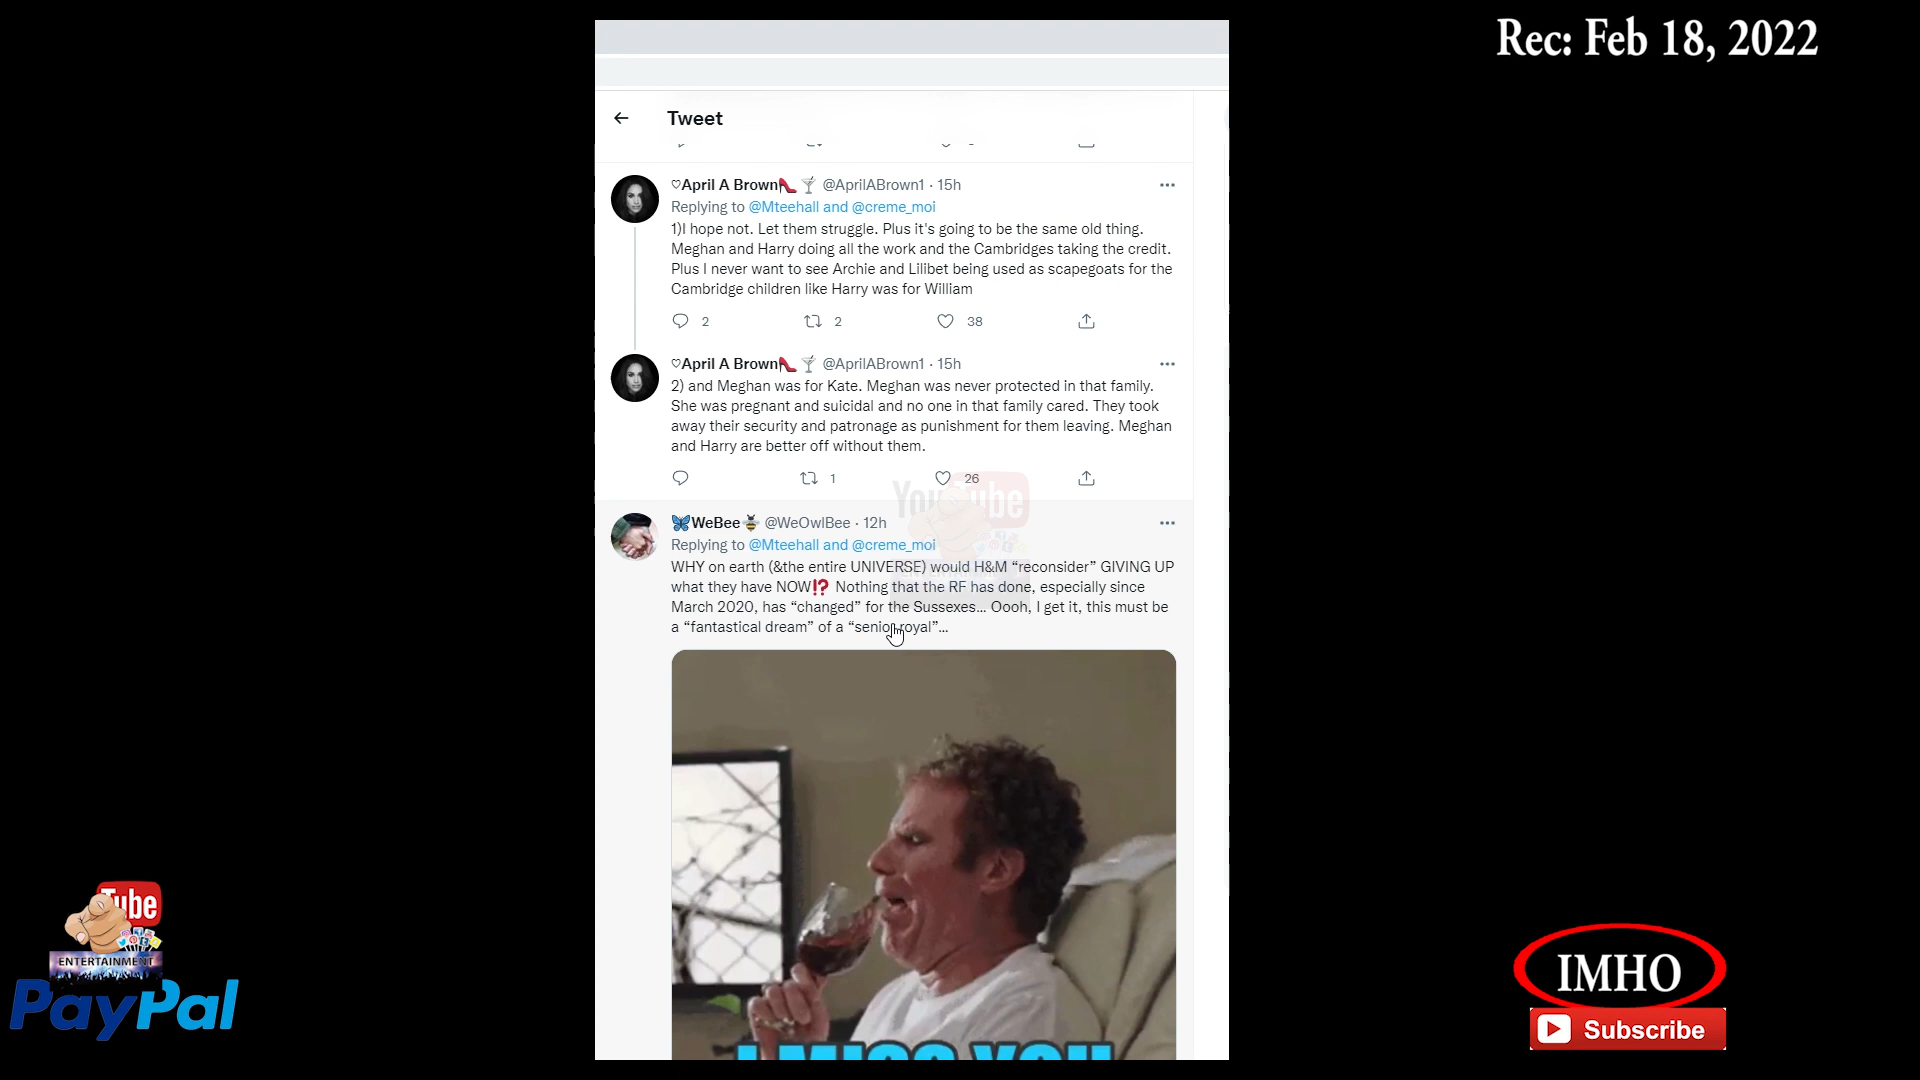 Rec: Feb 18, 2022
Tweet
♡April A Brown👠🍸 @AprilABrown1 · 15h
Replying to @Mteehall and @creme_moi
1)I hope not. Let them struggle. Plus it's going to be the same old thing.
Meghan and Harry doing all the work and the Cambridges taking the credit.
Plus I never want to see Archie and Lilibet being used as scapegoats for the
Cambridge children like Harry was for William
2 2 38
♡April A Brown👠🍸 @AprilABrown1 · 15h
2) and Meghan was for Kate. Meghan was never protected in that family.
She was pregnant and suicidal and no one in that family cared. They took
away their security and patronage as punishment for them leaving. Meghan
and Harry are better off without them.
1 26
YouTube
🦋WeBee🐝 @WeOwlBee · 12h
Replying to @Mteehall and @creme_moi
WHY on earth (&the entire UNIVERSE) would H&M “reconsider” GIVING UP
what they have NOW⁉️ Nothing that the RF has done, especially since
March 2020, has “changed” for the Sussexes... Oooh, I get it, this must be
a “fantastical dream” of a “senior royal”...
I MISS YOU
Tube
ENTERTAINMENT
PayPal
IMHO
Subscribe